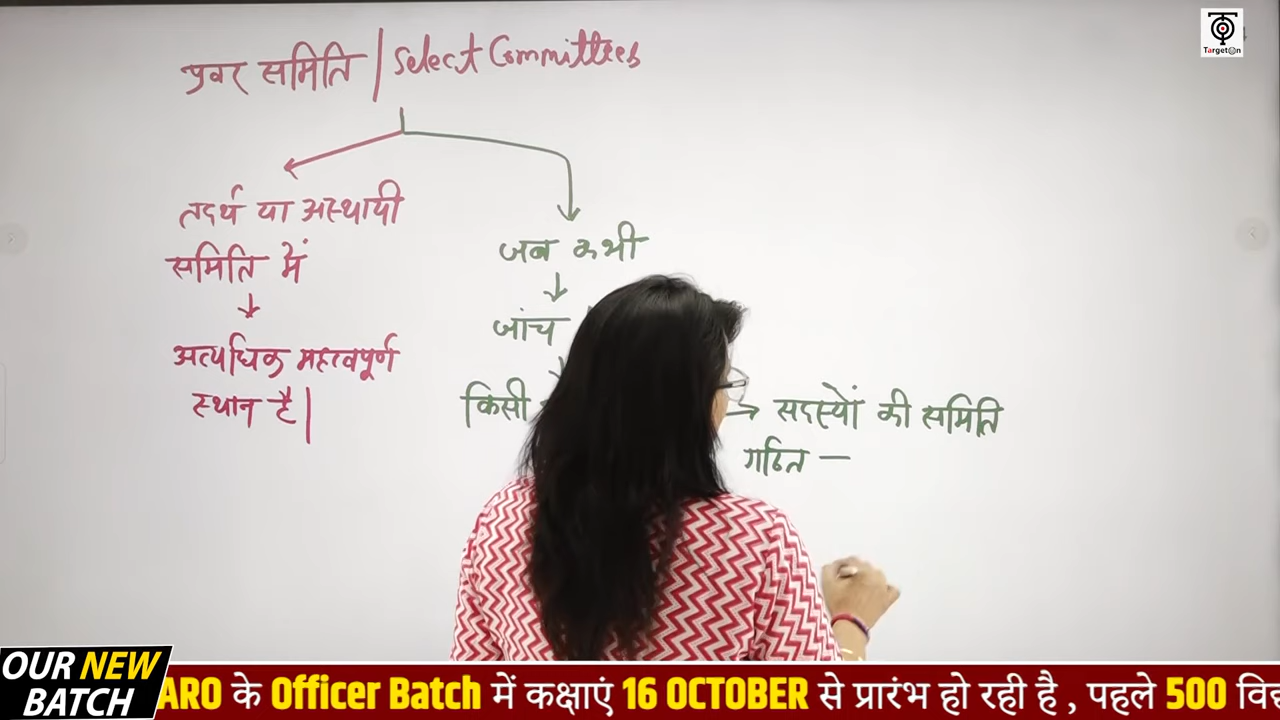 प्रवर समिति | Select Committees
तदर्थ या अस्थायी
समिति में
↓
अत्यधिक महत्वपूर्ण
स्थान है |
जब कभी
↓
जांच
किसी
→ सदस्यों की समिति
गठित —
Target@n
OUR NEW
BATCH
ARO के Officer Batch में कक्षाएं 16 OCTOBER से प्रारंभ हो रही है , पहले 500